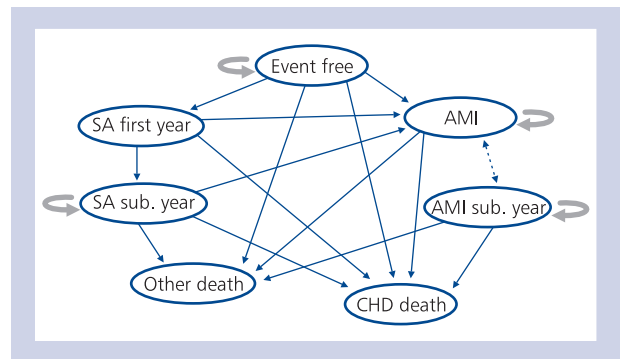 Event free
SA first year
AMI
SA sub. year
AMI sub. year
Other death
CHD death